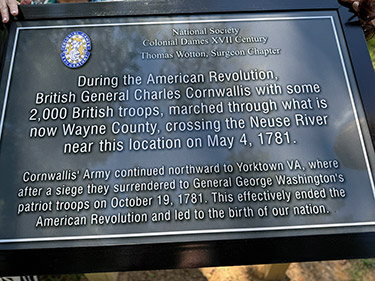 National Society
Colonial Dames XVII Century
Thomas Wotton, Surgeon Chapter
During the American Revolution,
British General Charles Cornwallis with some
2,000 British troops, marched through what is
now Wayne County, crossing the Neuse River
near this location on May 4, 1781.
Cornwallis' Army continued northward to Yorktown VA, where
after a siege they surrendered to General George Washington's
patriot troops on October 19, 1781. This effectively ended the
American Revolution and led to the birth of our nation.